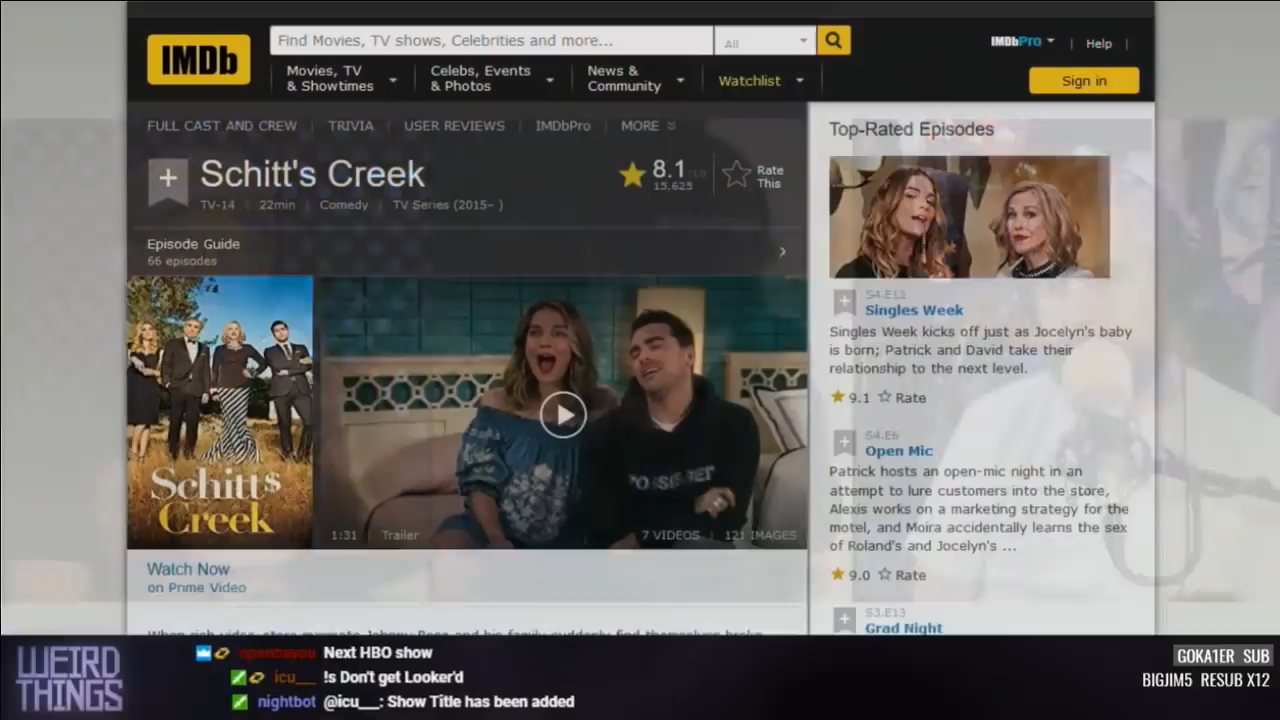 IMDb
Find Movies, TV shows, Celebrities and more...
All
IMDbPro
Help
Movies, TV
& Showtimes
Celebs, Events
& Photos
News &
Community
Watchlist
Sign in
FULL CAST AND CREW
TRIVIA
USER REVIEWS
IMDbPro
MORE
Schitt's Creek
8.1/10
15,625
Rate
This
TV-14
22min
Comedy
TV Series (2015– )
Episode Guide
66 episodes
Schitt$
Creek
1:31
Trailer
7 VIDEOS
121 IMAGES
Watch Now
on Prime Video
Top-Rated Episodes
S4.E12
Singles Week
Singles Week kicks off just as Jocelyn's baby
is born; Patrick and David take their
relationship to the next level.
9.1
Rate
S4.E6
Open Mic
Patrick hosts an open-mic night in an
attempt to lure customers into the store,
Alexis works on a marketing strategy for the
motel, and Moira accidentally learns the sex
of Roland's and Jocelyn's ...
9.0
Rate
S3.E13
Grad Night
WEIRD
THINGS
openbayou Next HBO show
icu___ !s Don't get Looker'd
nightbot @icu___: Show Title has been added
GOKA1ER SUB
BIGJIM5 RESUB X12